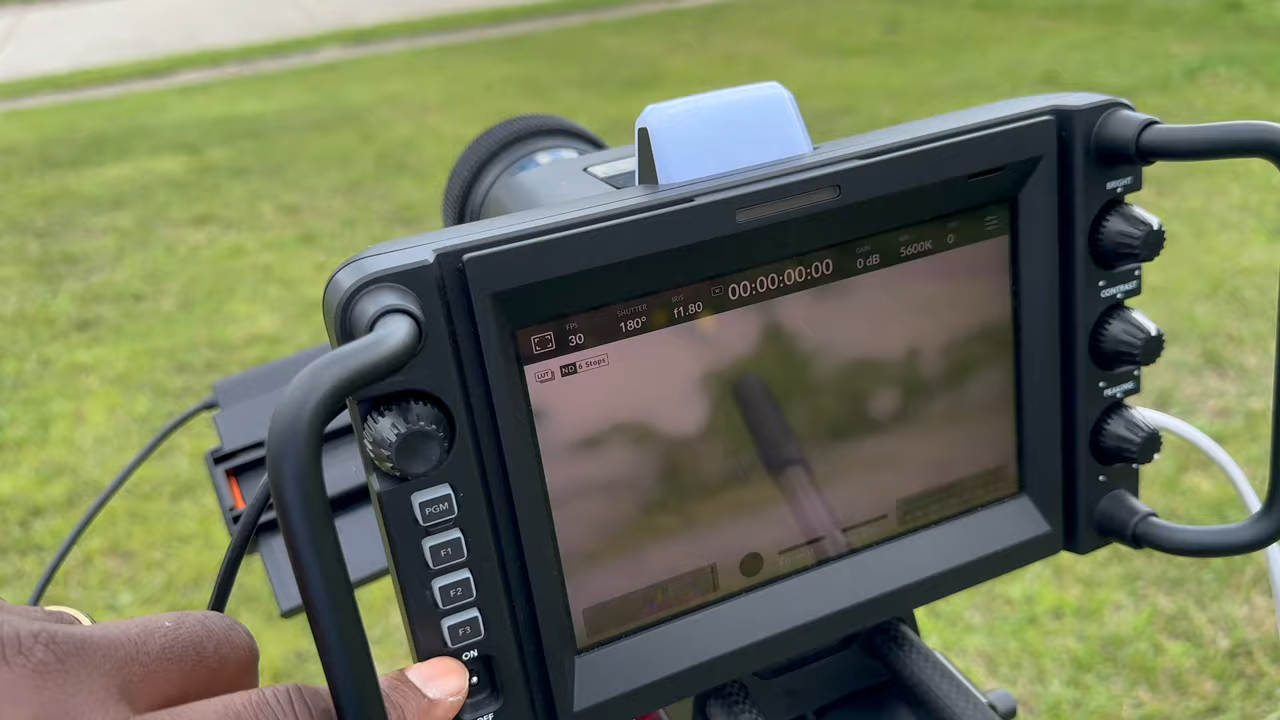 BRIGHT
CONTRAST
PEAKING
FPS
30
SHUTTER
180°
IRIS
f1.80
00:00:00:00
GAIN
0 dB
5600K
0
LUT
ND 6 Stops
PGM
F1
F2
F3
ON
OFF